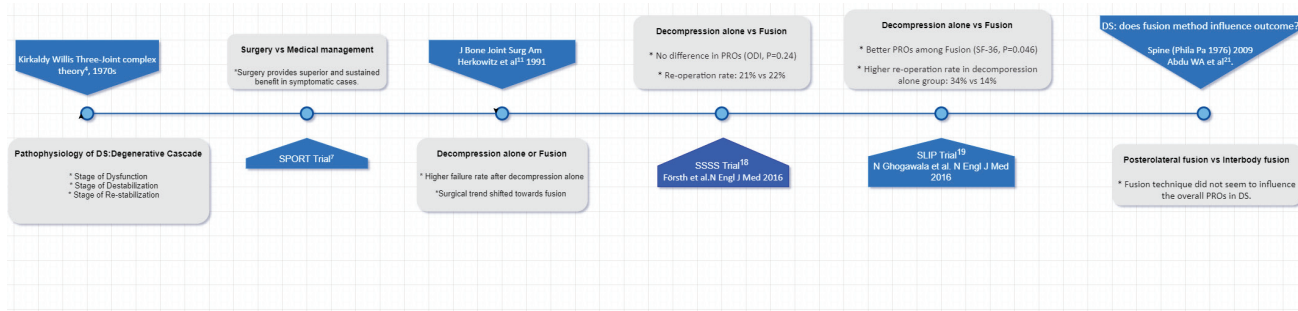 Kirkaldy Willis Three-Joint complex
theory⁴, 1970s
Pathophysiology of DS:Degenerative Cascade
* Stage of Dysfunction
* Stage of Destabilization
* Stage of Re-stabilization
Surgery vs Medical management
*Surgery provides superior and sustained
benefit in symptomatic cases.
SPORT Trial⁷
J Bone Joint Surg Am
Herkowitz et al¹¹ 1991
Decompression alone or Fusion
* Higher failure rate after decompression alone
*Surgical trend shifted towards fusion
Decompression alone vs Fusion
* No difference in PROs (ODI, P=0.24)
* Re-operation rate: 21% vs 22%
SSSS Trial¹⁸
Försth et al.N Engl J Med 2016
Decompression alone vs Fusion
* Better PROs among Fusion (SF-36, P=0.046)
* Higher re-operation rate in decomporession
alone group: 34% vs 14%
SLIP Trial¹⁹
N Ghogawala et al. N Engl J Med
2016
DS: does fusion method influence outcome?
Spine (Phila Pa 1976) 2009
Abdu WA et al²¹.
Posterolateral fusion vs Interbody fusion
* Fusion technique did not seem to influence
the overall PROs in DS.